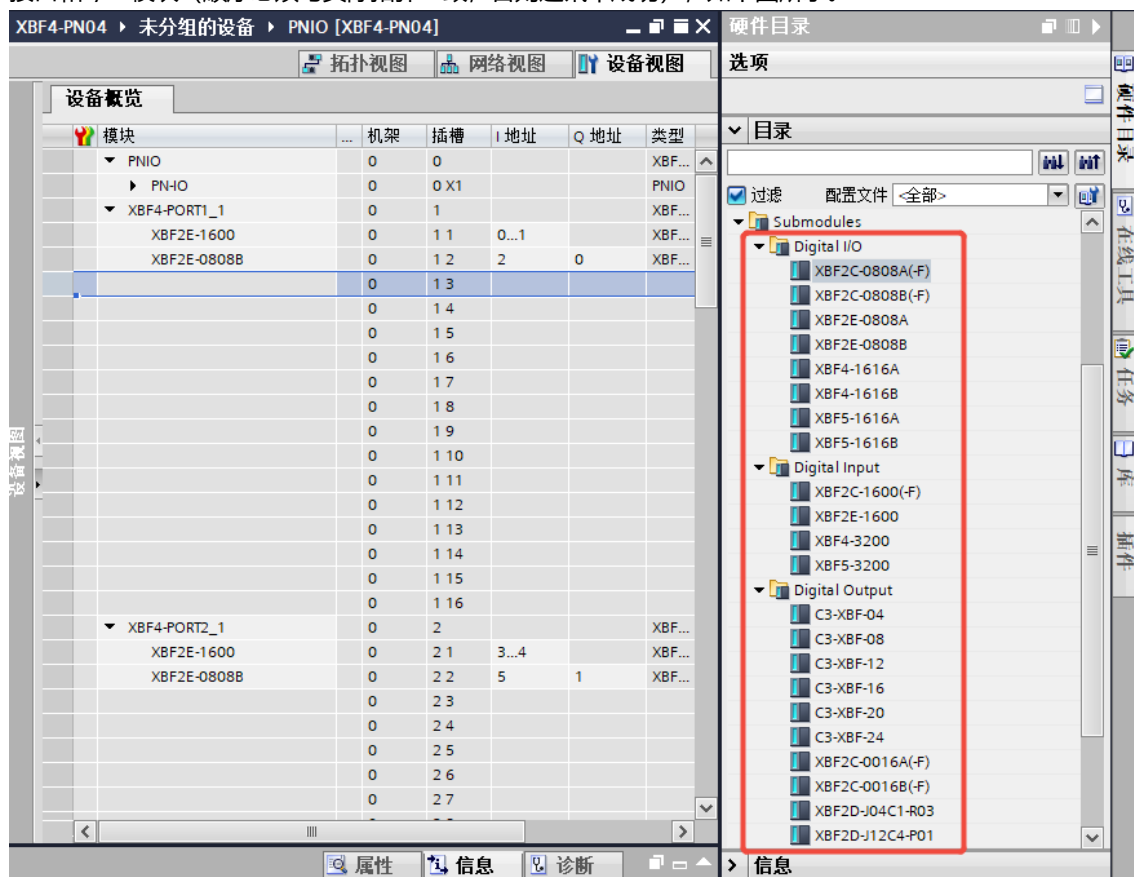 XBF4-PN04 ▸ 未分组的设备 ▸ PNIO [XBF4-PN04]
拓扑视图 网络视图 设备视图
设备概览
模块 ... 机架 插槽 I 地址 Q 地址 类型
PNIO 0 0 XBF...
PN-IO 0 0 X1 PNIO
XBF4-PORT1_1 0 1 XBF...
XBF2E-1600 0 1 1 0...1 XBF...
XBF2E-0808B 0 1 2 2 0 XBF...
0 1 3
0 1 4
0 1 5
0 1 6
0 1 7
0 1 8
0 1 9
0 1 10
0 1 11
0 1 12
0 1 13
0 1 14
0 1 15
0 1 16
XBF4-PORT2_1 0 2 XBF...
XBF2E-1600 0 2 1 3...4 XBF...
XBF2E-0808B 0 2 2 5 1 XBF...
0 2 3
0 2 4
0 2 5
0 2 6
0 2 7
设备视图
属性 信息 诊断
硬件目录
选项
目录
过滤 配置文件 <全部>
Submodules
Digital I/O
XBF2C-0808A(-F)
XBF2C-0808B(-F)
XBF2E-0808A
XBF2E-0808B
XBF4-1616A
XBF4-1616B
XBF5-1616A
XBF5-1616B
Digital Input
XBF2C-1600(-F)
XBF2E-1600
XBF4-3200
XBF5-3200
Digital Output
C3-XBF-04
C3-XBF-08
C3-XBF-12
C3-XBF-16
C3-XBF-20
C3-XBF-24
XBF2C-0016A(-F)
XBF2C-0016B(-F)
XBF2D-J04C1-R03
XBF2D-J12C4-P01
信息
硬件目录
在线工具
任务
库
插件